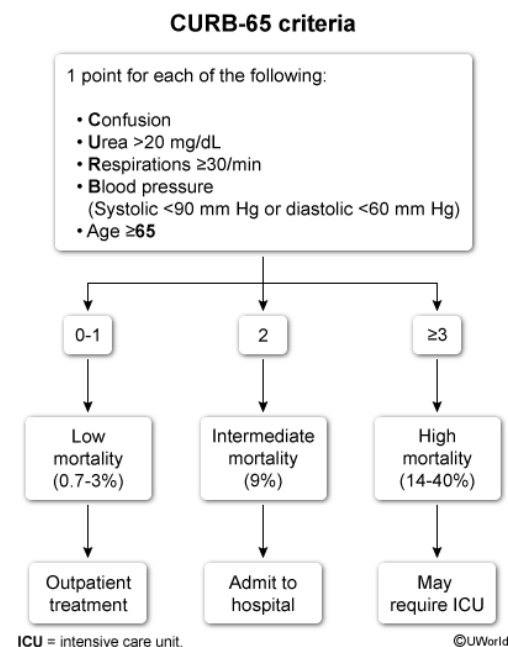 CURB-65 criteria
1 point for each of the following:
• Confusion
• Urea >20 mg/dL
• Respirations ≥30/min
• Blood pressure
(Systolic <90 mm Hg or diastolic <60 mm Hg)
• Age ≥65
0-1
2
≥3
Low
mortality
(0.7-3%)
Intermediate
mortality
(9%)
High
mortality
(14-40%)
Outpatient
treatment
Admit to
hospital
May
require ICU
ICU = intensive care unit.
©UWorld